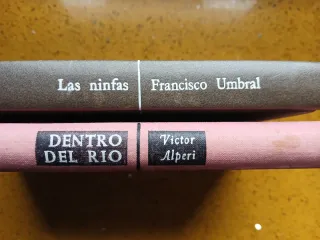 Las ninfas
Francisco Umbral
DENTRO
DEL RIO
Victor
Alperi